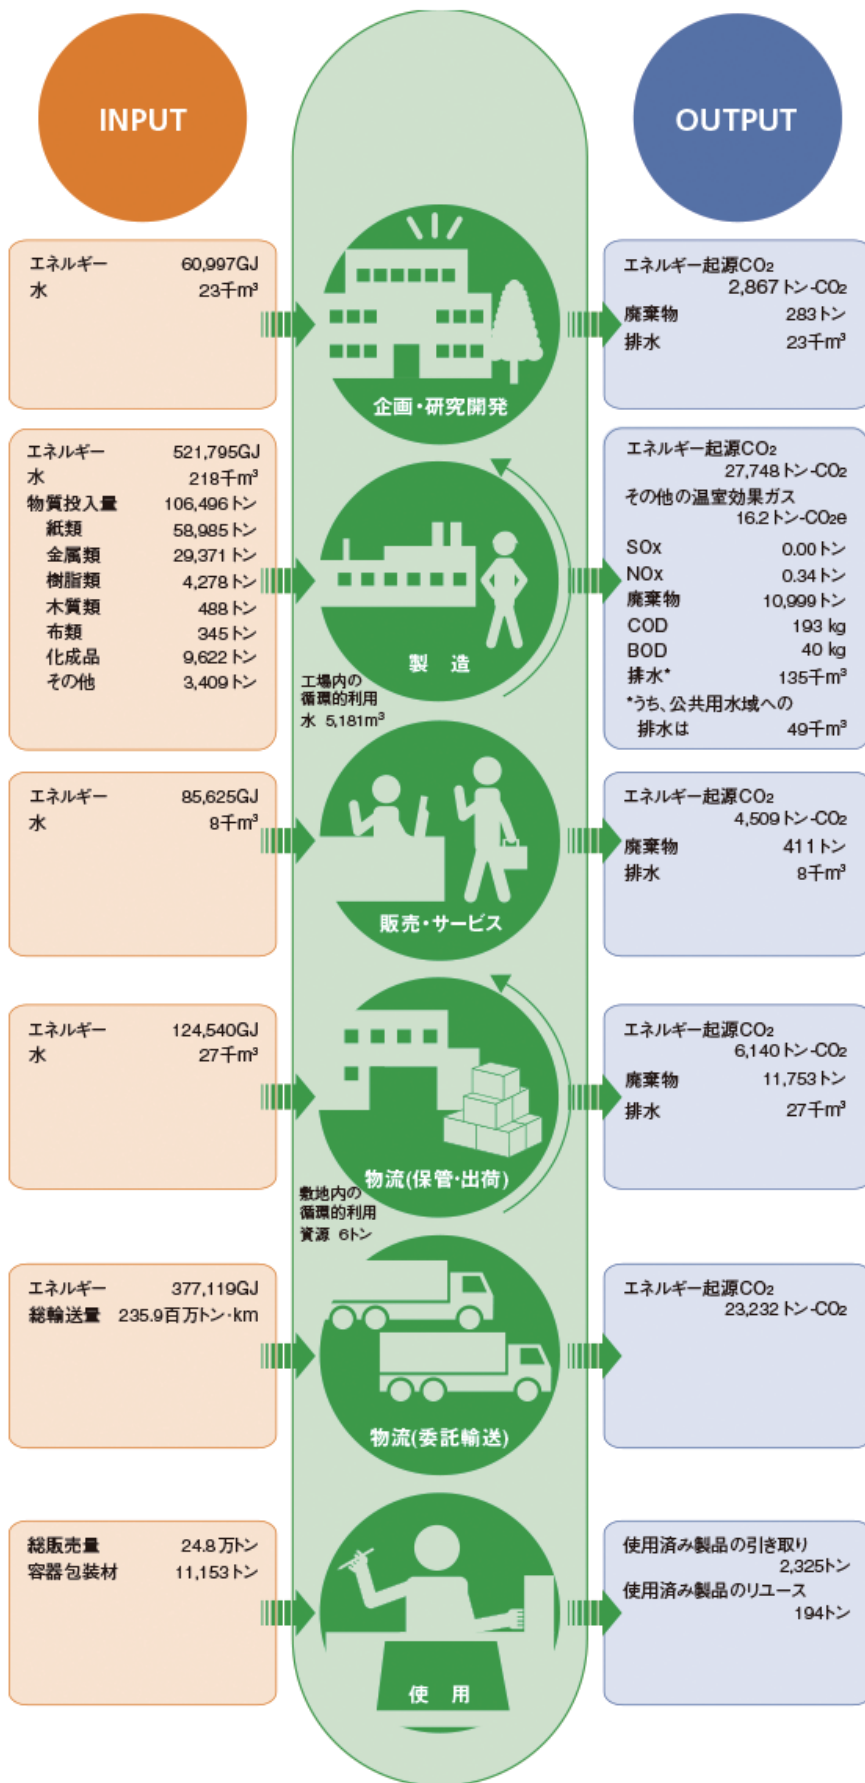 INPUT
OUTPUT
エネルギー 60,997GJ
水 23千m³
企画・研究開発
エネルギー起源CO₂
2,867トン-CO₂
廃棄物 283トン
排水 23千m³
エネルギー 521,795GJ
水 218千m³
物質投入量 106,496トン
紙類 58,985トン
金属類 29,371トン
樹脂類 4,278トン
木質類 488トン
布類 345トン
化成品 9,622トン
その他 3,409トン
製 造
工場内の
循環的利用
水 5,181m³
エネルギー起源CO₂
27,748トン-CO₂
その他の温室効果ガス
16.2トン-CO₂e
SOx 0.00トン
NOx 0.34トン
廃棄物 10,999トン
COD 193 kg
BOD 40 kg
排水* 135千m³
*うち、公共用水域への
排水は 49千m³
エネルギー 85,625GJ
水 8千m³
販売・サービス
エネルギー起源CO₂
4,509トン-CO₂
廃棄物 411トン
排水 8千m³
エネルギー 124,540GJ
水 27千m³
物流(保管・出荷)
敷地内の
循環的利用
資源 6トン
エネルギー起源CO₂
6,140トン-CO₂
廃棄物 11,753トン
排水 27千m³
エネルギー 377,119GJ
総輸送量 235.9百万トン・km
物流(委託輸送)
エネルギー起源CO₂
23,232トン-CO₂
総販売量 24.8万トン
容器包装材 11,153トン
使 用
使用済み製品の引き取り
2,325トン
使用済み製品のリユース
194トン